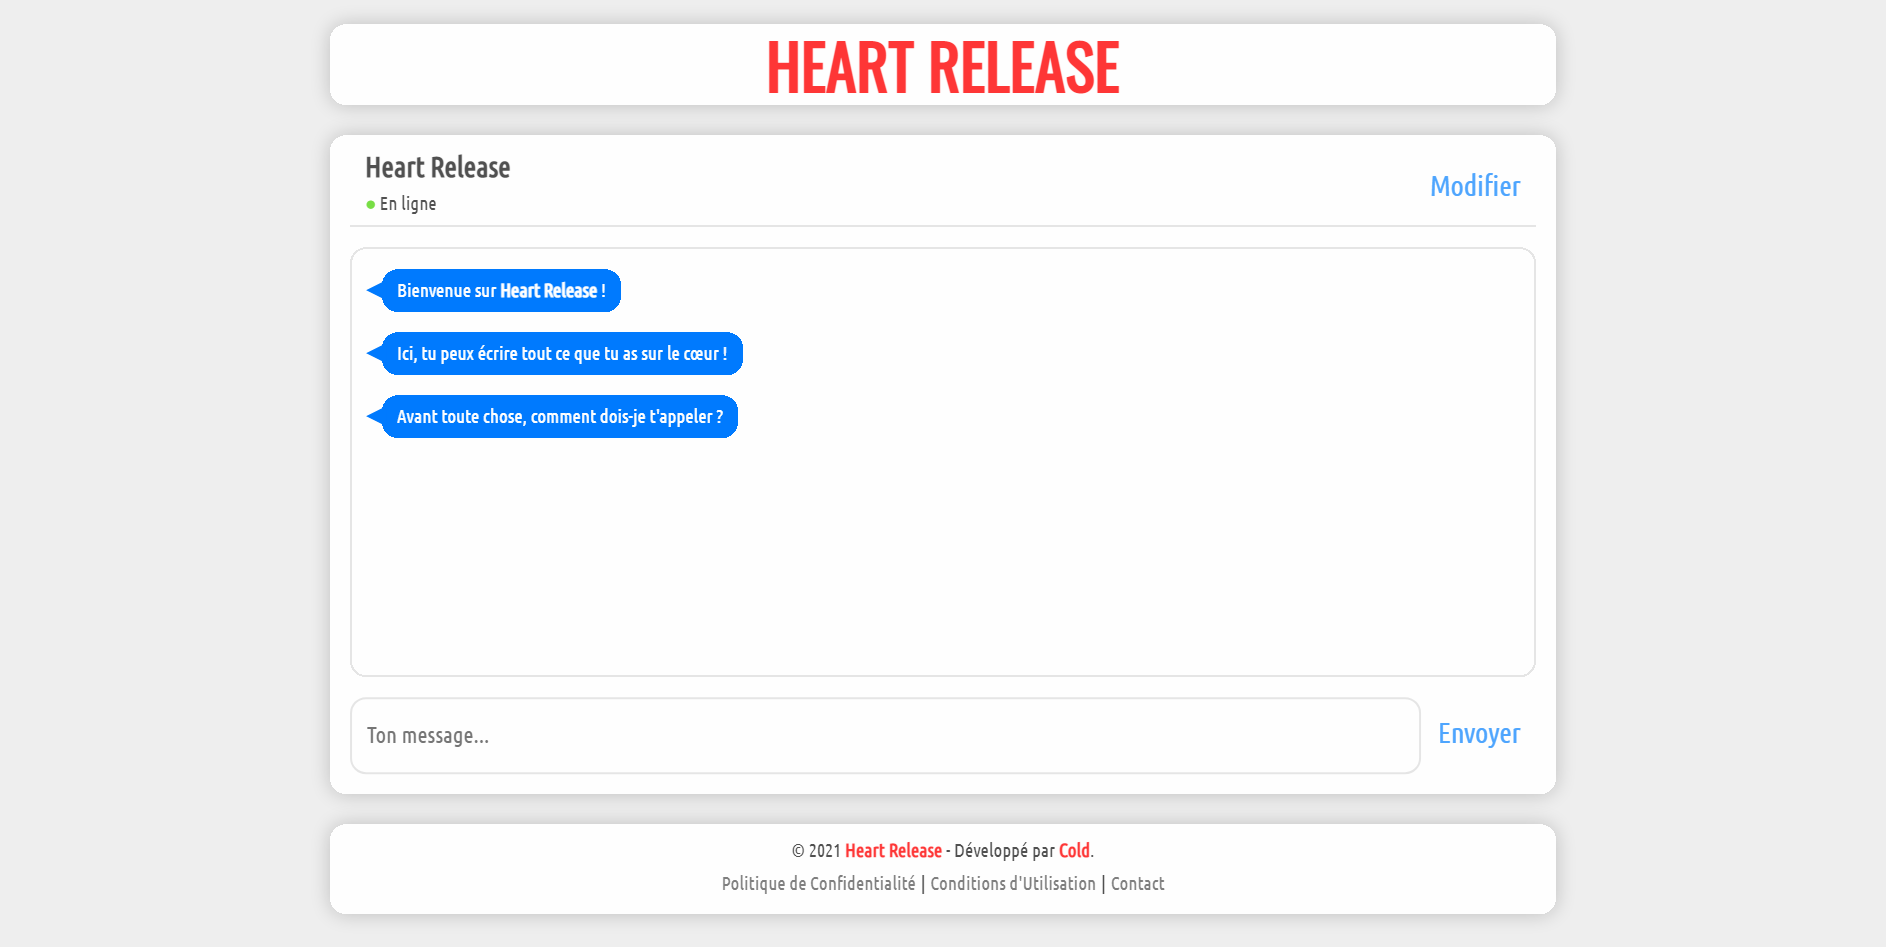 HEART RELEASE
Heart Release
Modifier
En ligne
Bienvenue sur Heart Release !
Ici, tu peux écrire tout ce que tu as sur le cœur !
Avant toute chose, comment dois-je t'appeler ?
Ton message...
Envoyer
© 2021 Heart Release - Développé par Cold.
Politique de Confidentialité | Conditions d'Utilisation | Contact